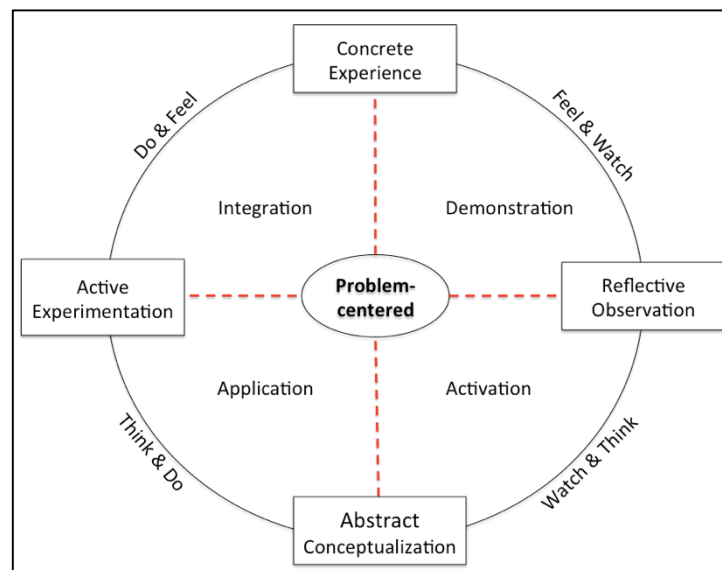 Concrete
Experience
Do & Feel
Feel & Watch
Integration
Demonstration
Active
Experimentation
Problem-
centered
Reflective
Observation
Application
Activation
Think & Do
Watch & Think
Abstract
Conceptualization